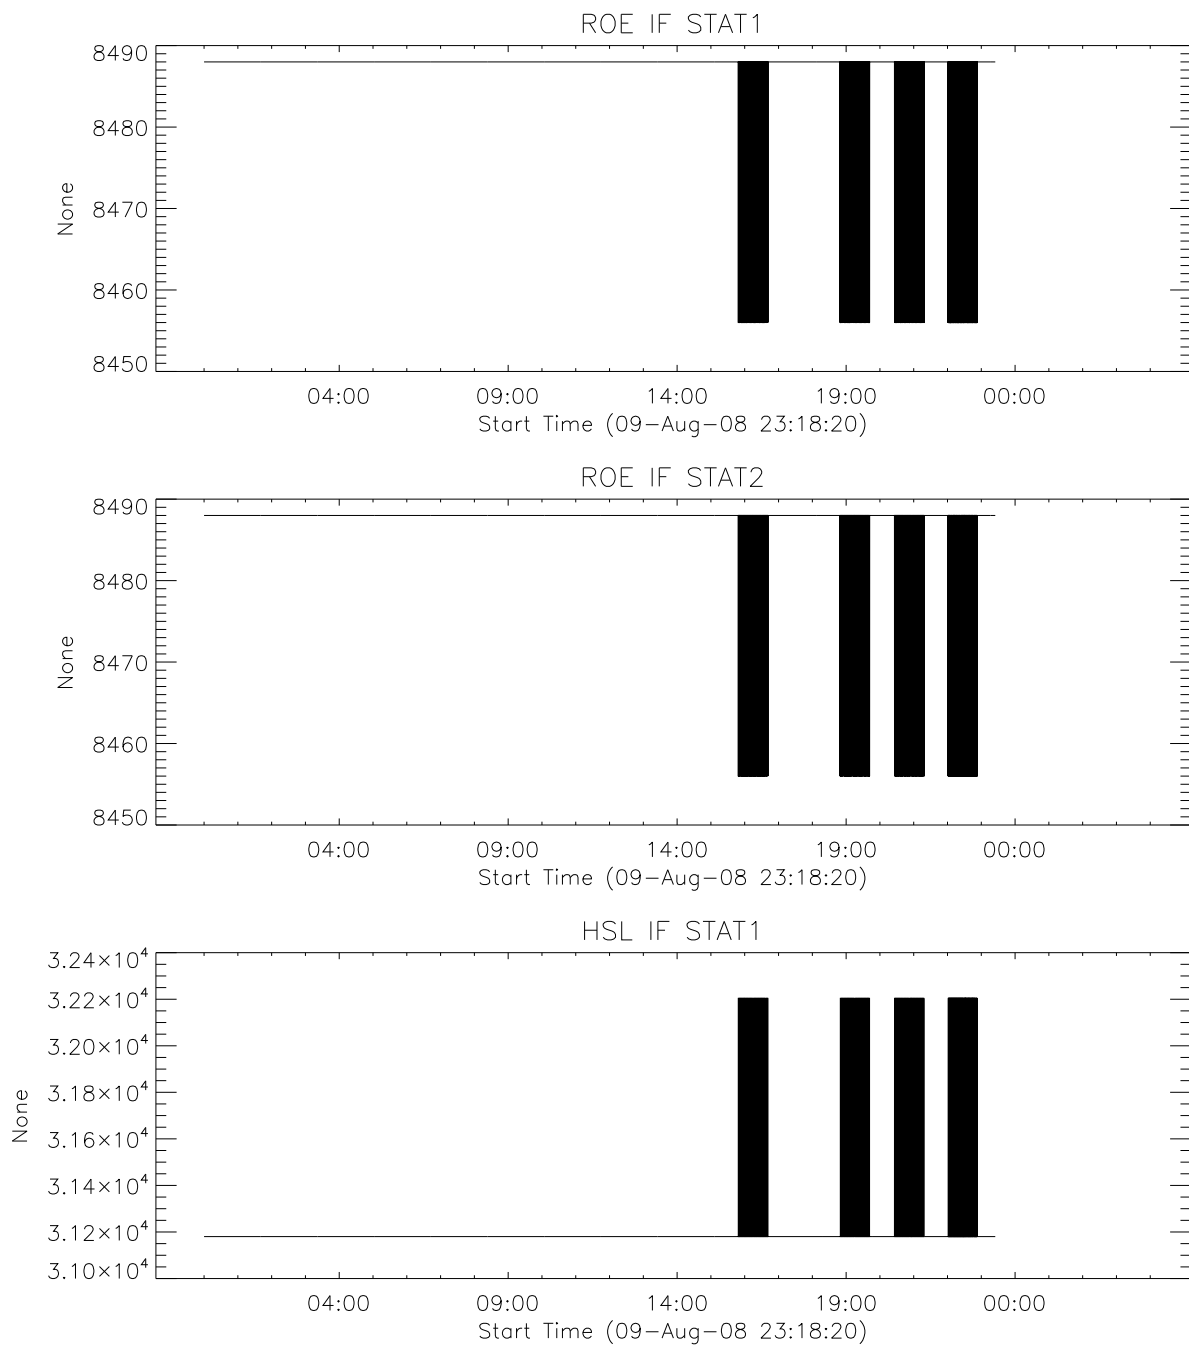 ROE IF STAT1
8490
8480
8470
8460
8450
None
04:00 09:00 14:00 19:00 00:00
Start Time (09-Aug-08 23:18:20)
ROE IF STAT2
8490
8480
8470
8460
8450
None
04:00 09:00 14:00 19:00 00:00
Start Time (09-Aug-08 23:18:20)
HSL IF STAT1
3.24×10⁴
3.22×10⁴
3.20×10⁴
3.18×10⁴
3.16×10⁴
3.14×10⁴
3.12×10⁴
3.10×10⁴
None
04:00 09:00 14:00 19:00 00:00
Start Time (09-Aug-08 23:18:20)